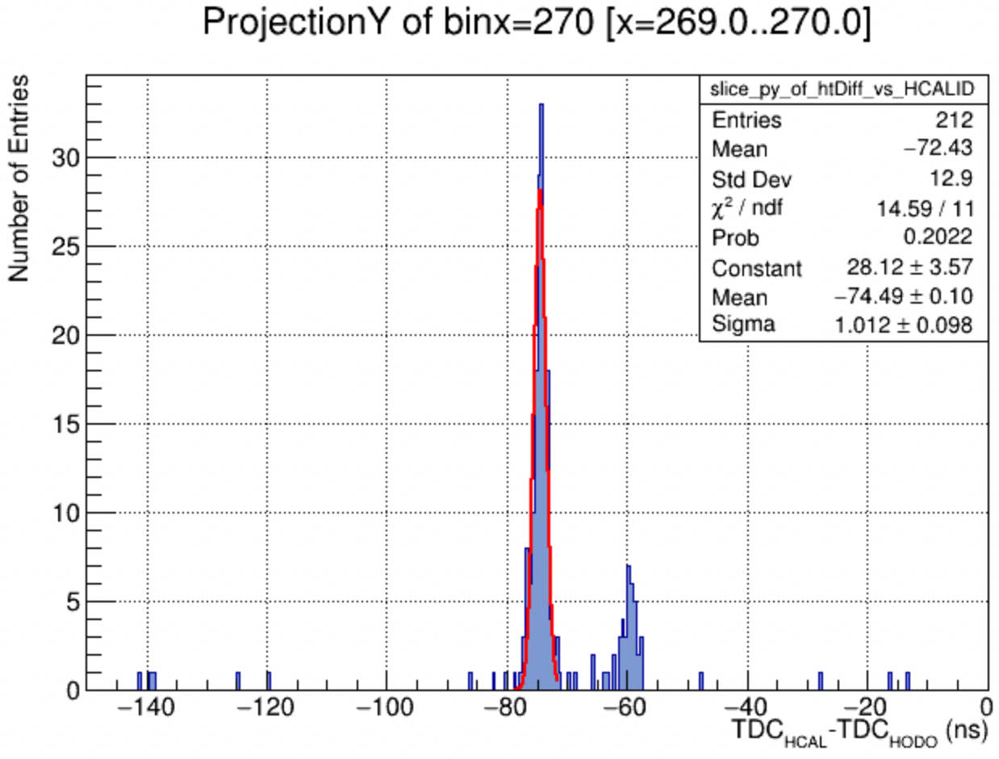 ProjectionY of binx=270 [x=269.0..270.0]
Number of Entries
slice_py_of_htDiff_vs_HCALID
Entries 212
Mean −72.43
Std Dev 12.9
χ² / ndf 14.59 / 11
Prob 0.2022
Constant 28.12 ± 3.57
Mean −74.49 ± 0.10
Sigma 1.012 ± 0.098
30
25
20
15
10
5
0
−140 −120 −100 −80 −60 −40 −20 0
TDC_HCAL-TDC_HODO (ns)